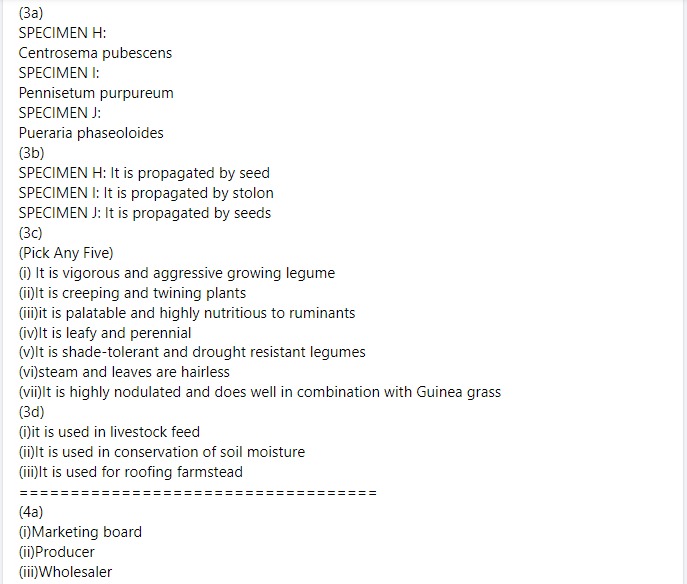 (3a)
SPECIMEN H:
Centrosema pubescens
SPECIMEN I:
Pennisetum purpureum
SPECIMEN J:
Pueraria phaseoloides
(3b)
SPECIMEN H: It is propagated by seed
SPECIMEN I: It is propagated by stolon
SPECIMEN J: It is propagated by seeds
(3c)
(Pick Any Five)
(i) It is vigorous and aggressive growing legume
(ii)It is creeping and twining plants
(iii)it is palatable and highly nutritious to ruminants
(iv)It is leafy and perennial
(v)It is shade-tolerant and drought resistant legumes
(vi)steam and leaves are hairless
(vii)It is highly nodulated and does well in combination with Guinea grass
(3d)
(i)it is used in livestock feed
(ii)It is used in conservation of soil moisture
(iii)It is used for roofing farmstead
===================================
(4a)
(i)Marketing board
(ii)Producer
(iii)Wholesaler